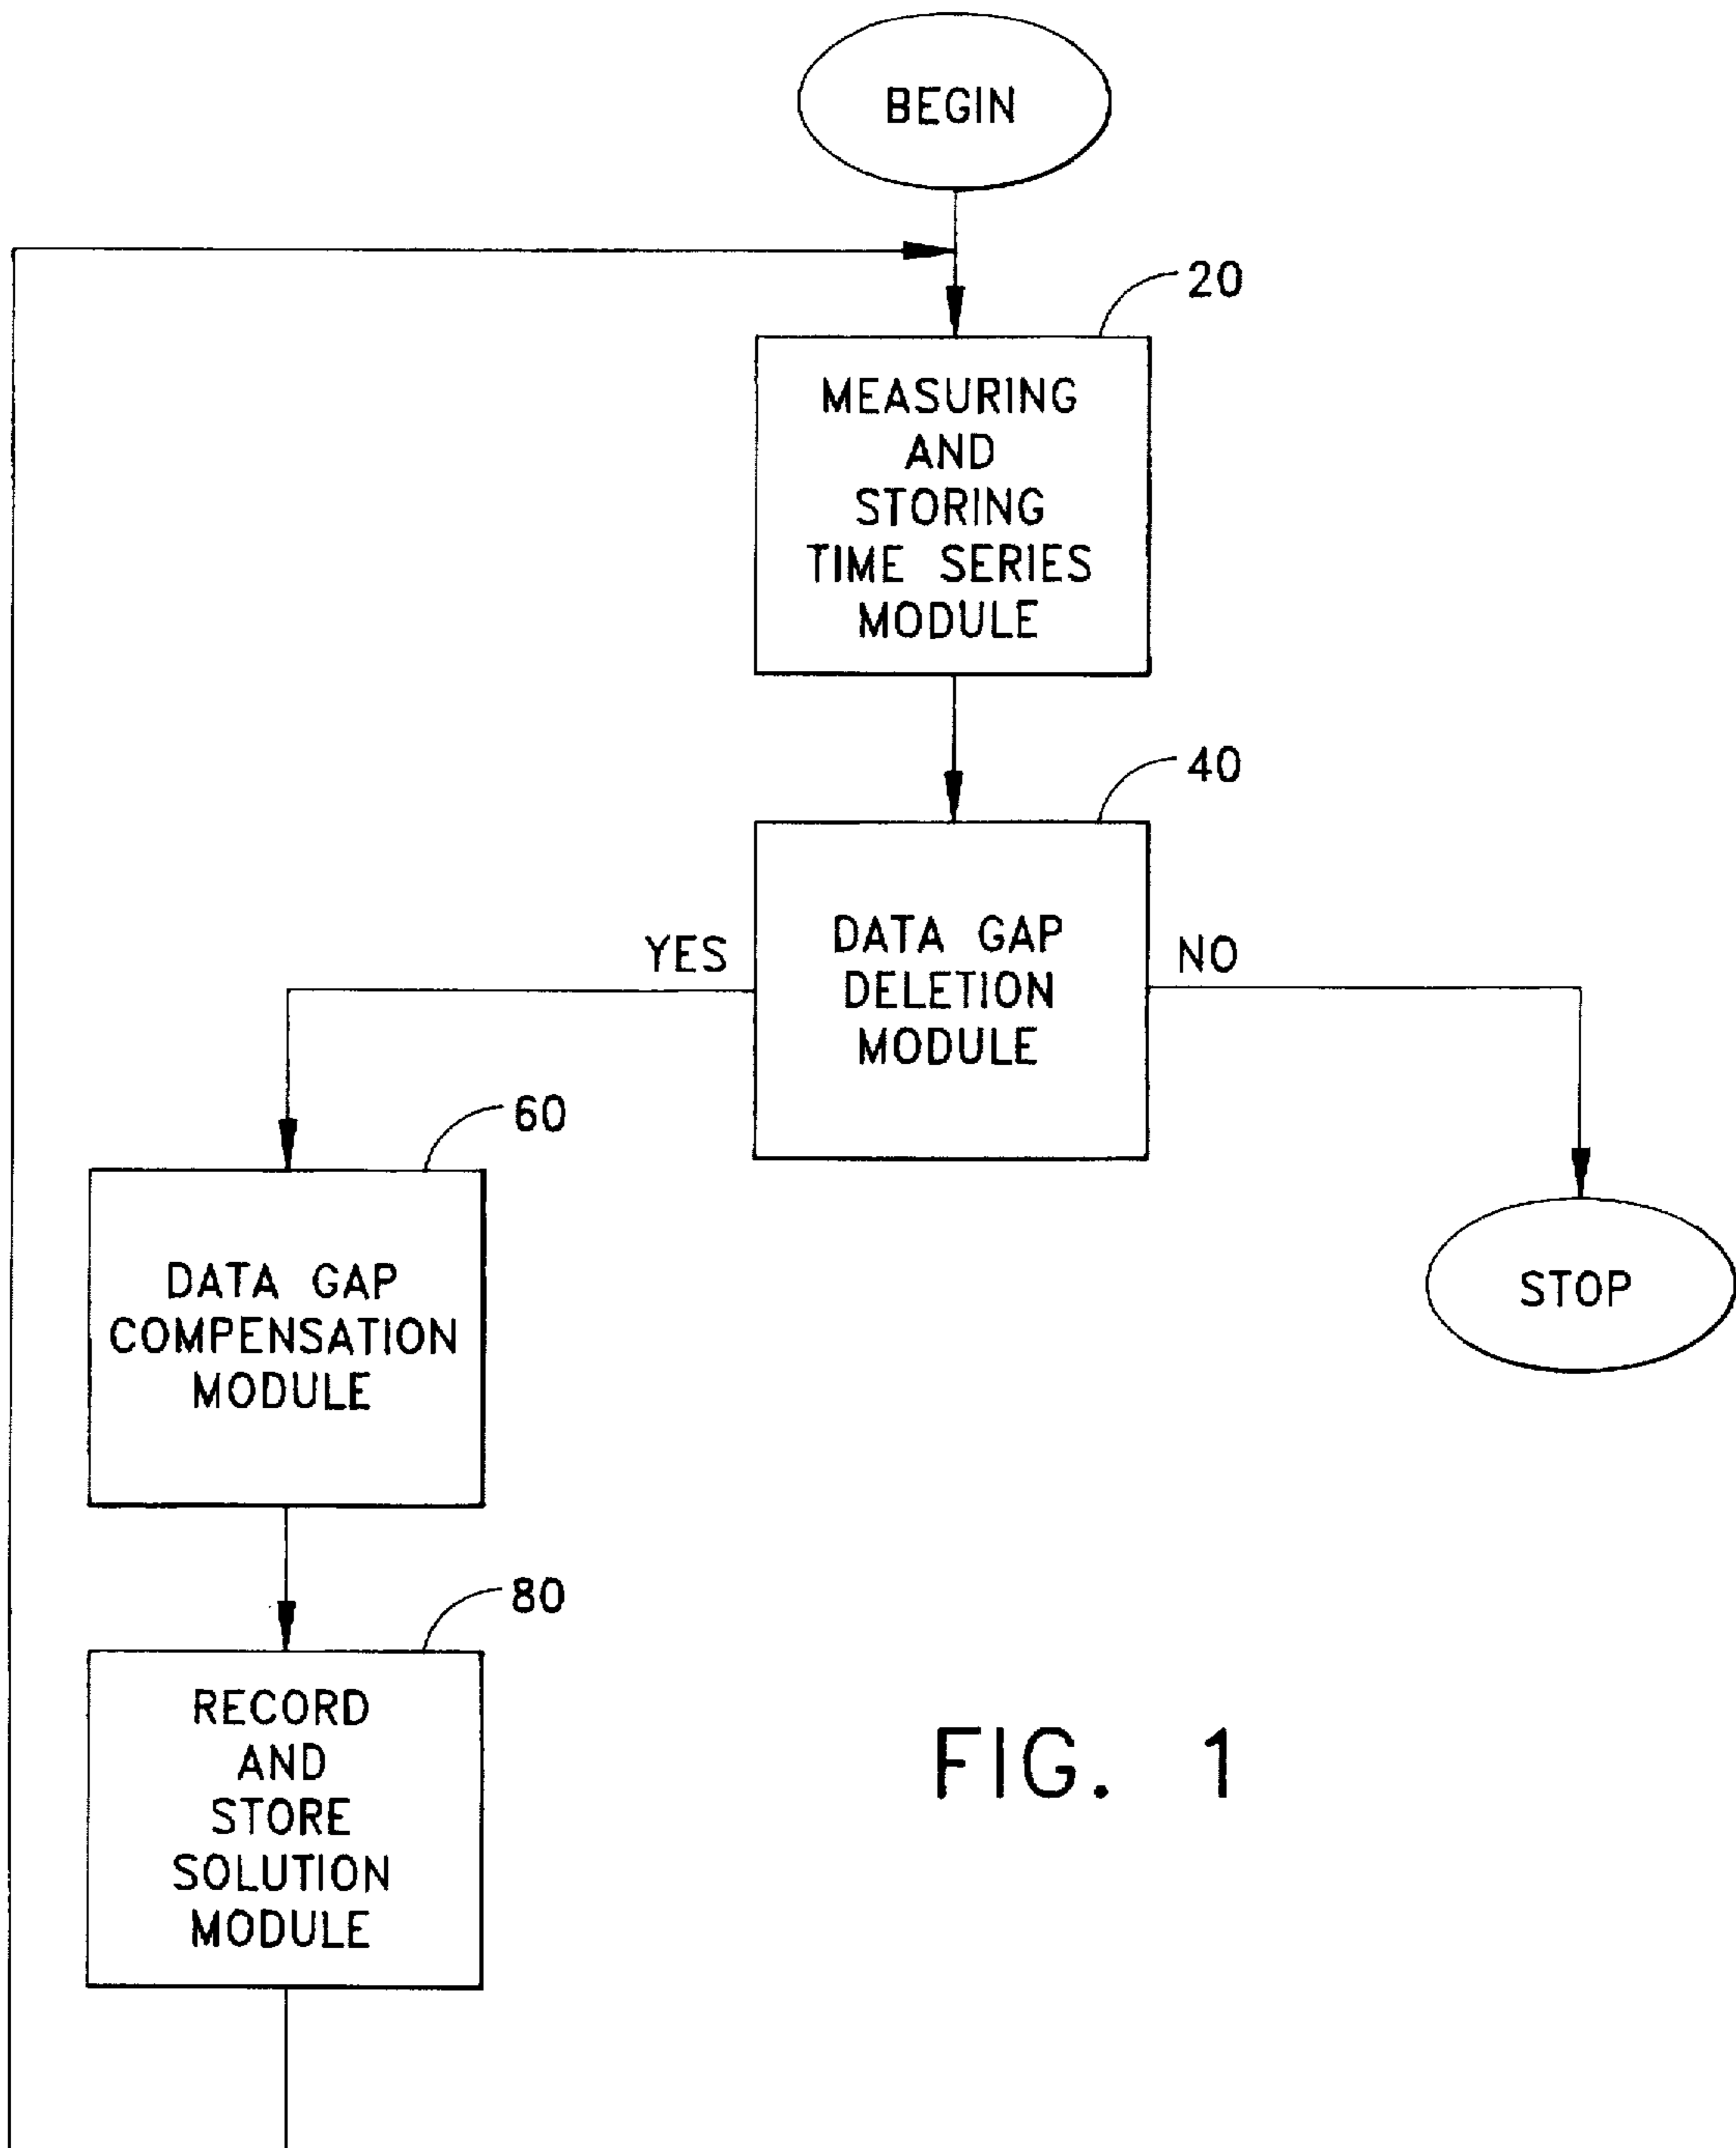 BEGIN
20
MEASURING
AND
STORING
TIME SERIES
MODULE
40
YES
DATA GAP
DELETION
MODULE
NO
60
DATA GAP
COMPENSATION
MODULE
STOP
80
RECORD
AND
STORE
SOLUTION
MODULE
FIG. 1